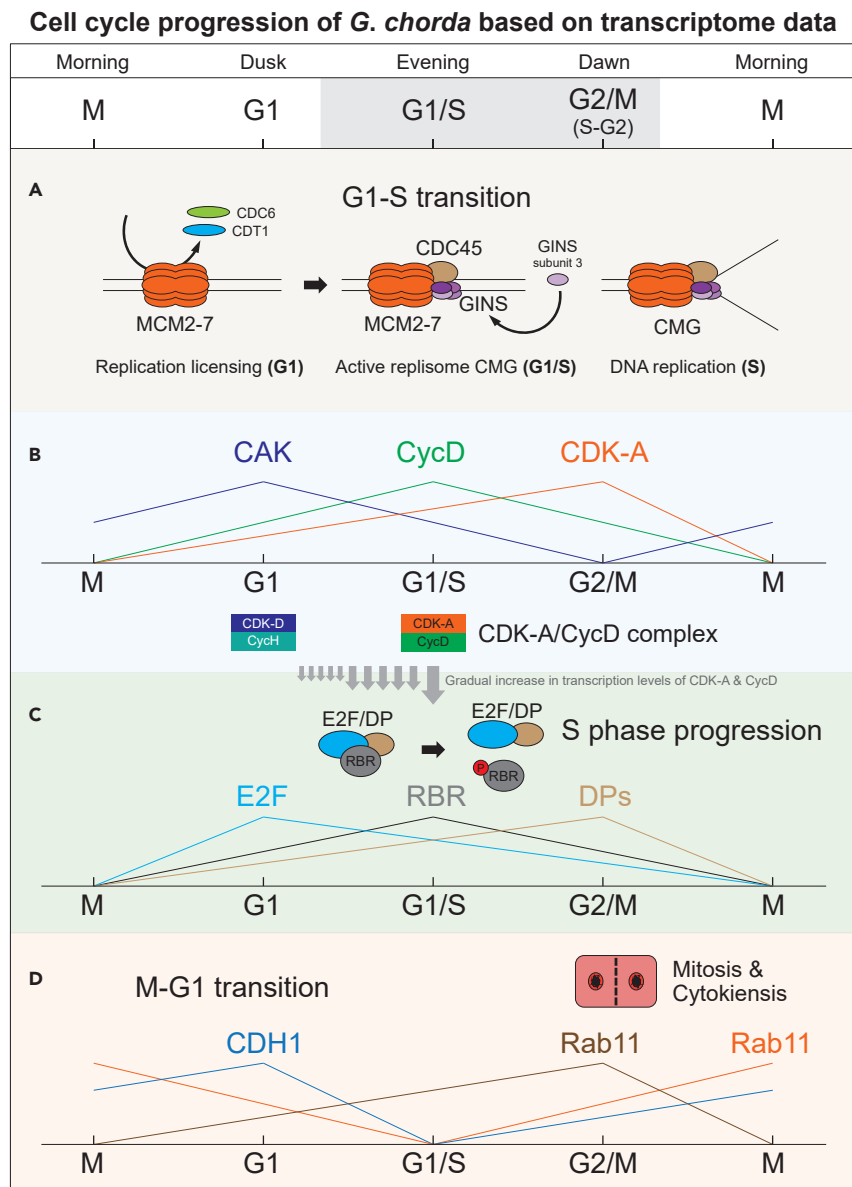 Cell cycle progression of G. chorda based on transcriptome data
Morning Dusk Evening Dawn Morning
M G1 G1/S G2/M M
(S-G2)
A
G1-S transition
CDC6
CDT1
CDC45
GINS
subunit 3
GINS
MCM2-7
MCM2-7
CMG
Replication licensing (G1)
Active replisome CMG (G1/S)
DNA replication (S)
B
CAK CycD CDK-A
M G1 G1/S G2/M M
CDK-D
CycH
CDK-A
CycD
CDK-A/CycD complex
Gradual increase in transcription levels of CDK-A & CycD
C
E2F/DP
RBR
E2F/DP
P
RBR
S phase progression
E2F RBR DPs
M G1 G1/S G2/M M
D
M-G1 transition
Mitosis &
Cytokiensis
CDH1 Rab11 Rab11
M G1 G1/S G2/M M